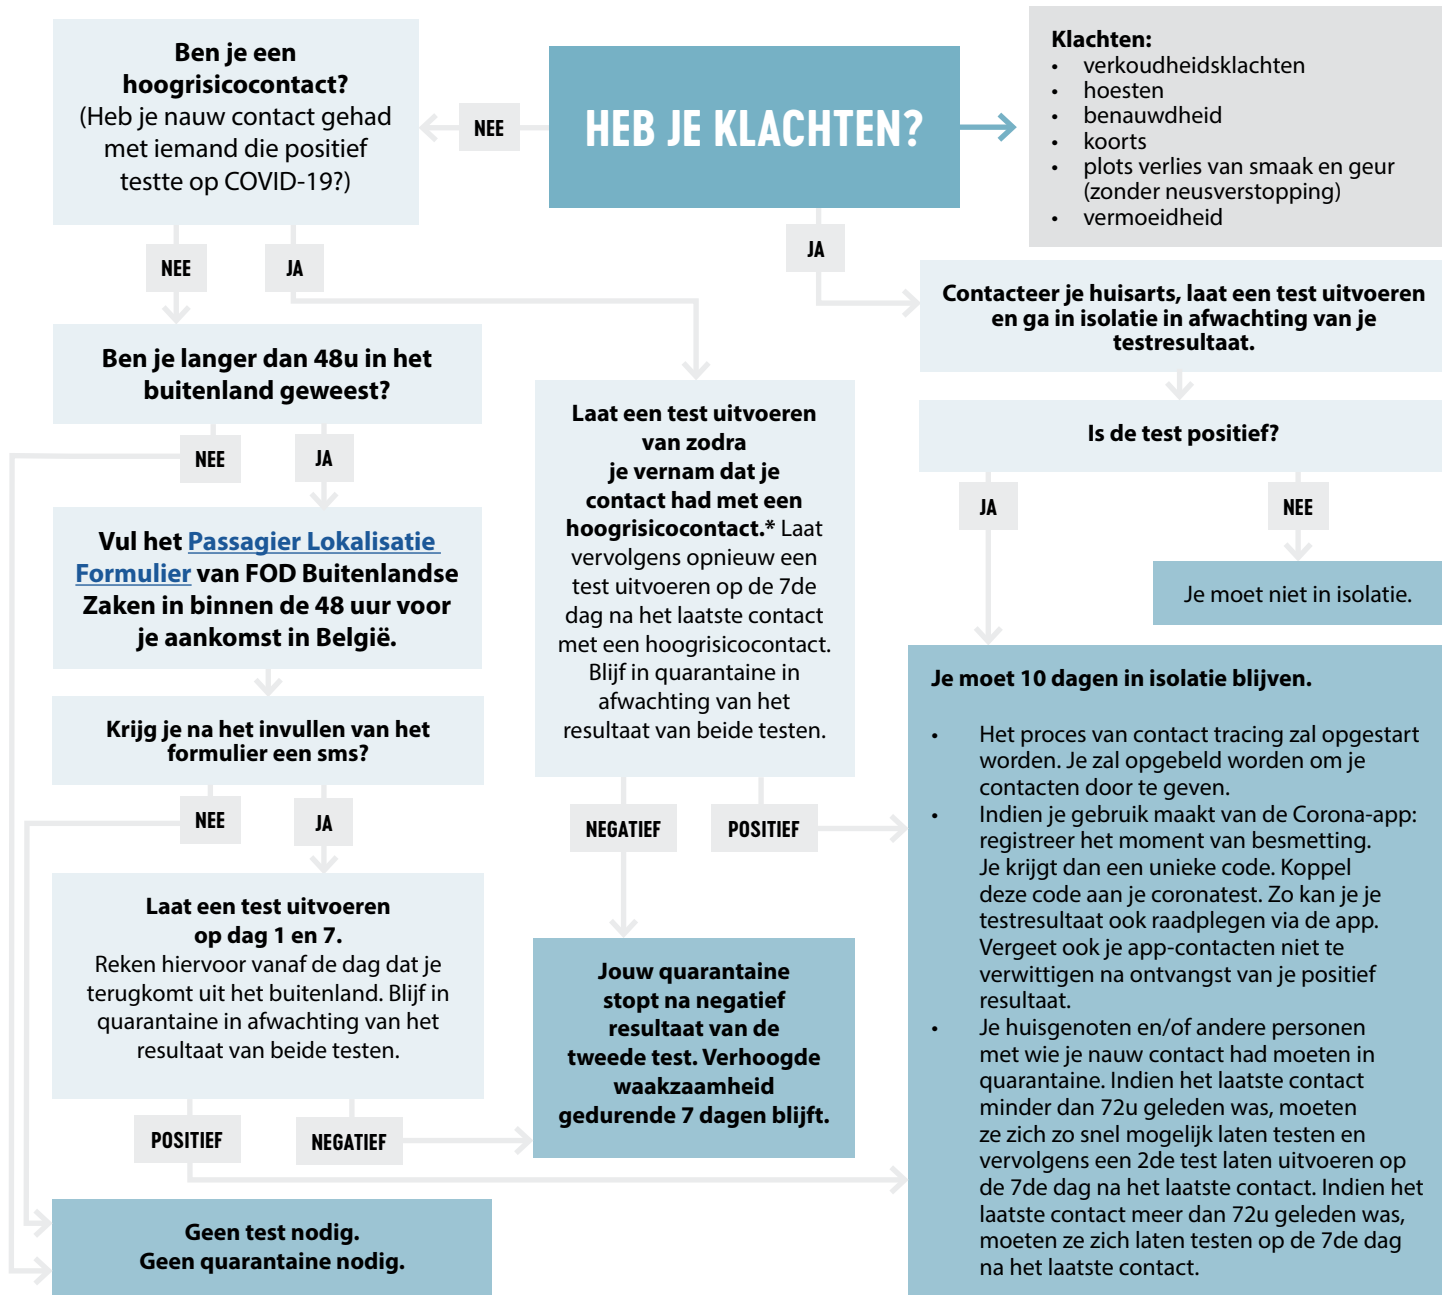 HEB JE KLACHTEN?
Klachten:
• verkoudheidsklachten
• hoesten
• benauwdheid
• koorts
• plots verlies van smaak en geur
(zonder neusverstopping)
• vermoeidheid
NEE
JA
Ben je een
hoogrisicocontact?
(Heb je nauw contact gehad
met iemand die positief
testte op COVID-19?)
NEE
JA
Ben je langer dan 48u in het
buitenland geweest?
NEE
JA
Vul het Passagier Lokalisatie
Formulier van FOD Buitenlandse
Zaken in binnen de 48 uur voor
je aankomst in België.
Krijg je na het invullen van het
formulier een sms?
NEE
JA
Laat een test uitvoeren
op dag 1 en 7.
Reken hiervoor vanaf de dag dat je
terugkomt uit het buitenland. Blijf in
quarantaine in afwachting van het
resultaat van beide testen.
POSITIEF
NEGATIEF
Geen test nodig.
Geen quarantaine nodig.
Laat een test uitvoeren
van zodra
je vernam dat je
contact had met een
hoogrisicocontact.* Laat
vervolgens opnieuw een
test uitvoeren op de 7de
dag na het laatste contact
met een hoogrisicocontact.
Blijf in quarantaine in
afwachting van het
resultaat van beide testen.
NEGATIEF
POSITIEF
Jouw quarantaine
stopt na negatief
resultaat van de
tweede test. Verhoogde
waakzaamheid
gedurende 7 dagen blijft.
Contacteer je huisarts, laat een test uitvoeren
en ga in isolatie in afwachting van je
testresultaat.
Is de test positief?
JA
NEE
Je moet niet in isolatie.
Je moet 10 dagen in isolatie blijven.
• Het proces van contact tracing zal opgestart
worden. Je zal opgebeld worden om je
contacten door te geven.
• Indien je gebruik maakt van de Corona-app:
registreer het moment van besmetting.
Je krijgt dan een unieke code. Koppel
deze code aan je coronatest. Zo kan je je
testresultaat ook raadplegen via de app.
Vergeet ook je app-contacten niet te
verwittigen na ontvangst van je positief
resultaat.
• Je huisgenoten en/of andere personen
met wie je nauw contact had moeten in
quarantaine. Indien het laatste contact
minder dan 72u geleden was, moeten
ze zich zo snel mogelijk laten testen en
vervolgens een 2de test laten uitvoeren op
de 7de dag na het laatste contact. Indien het
laatste contact meer dan 72u geleden was,
moeten ze zich laten testen op de 7de dag
na het laatste contact.